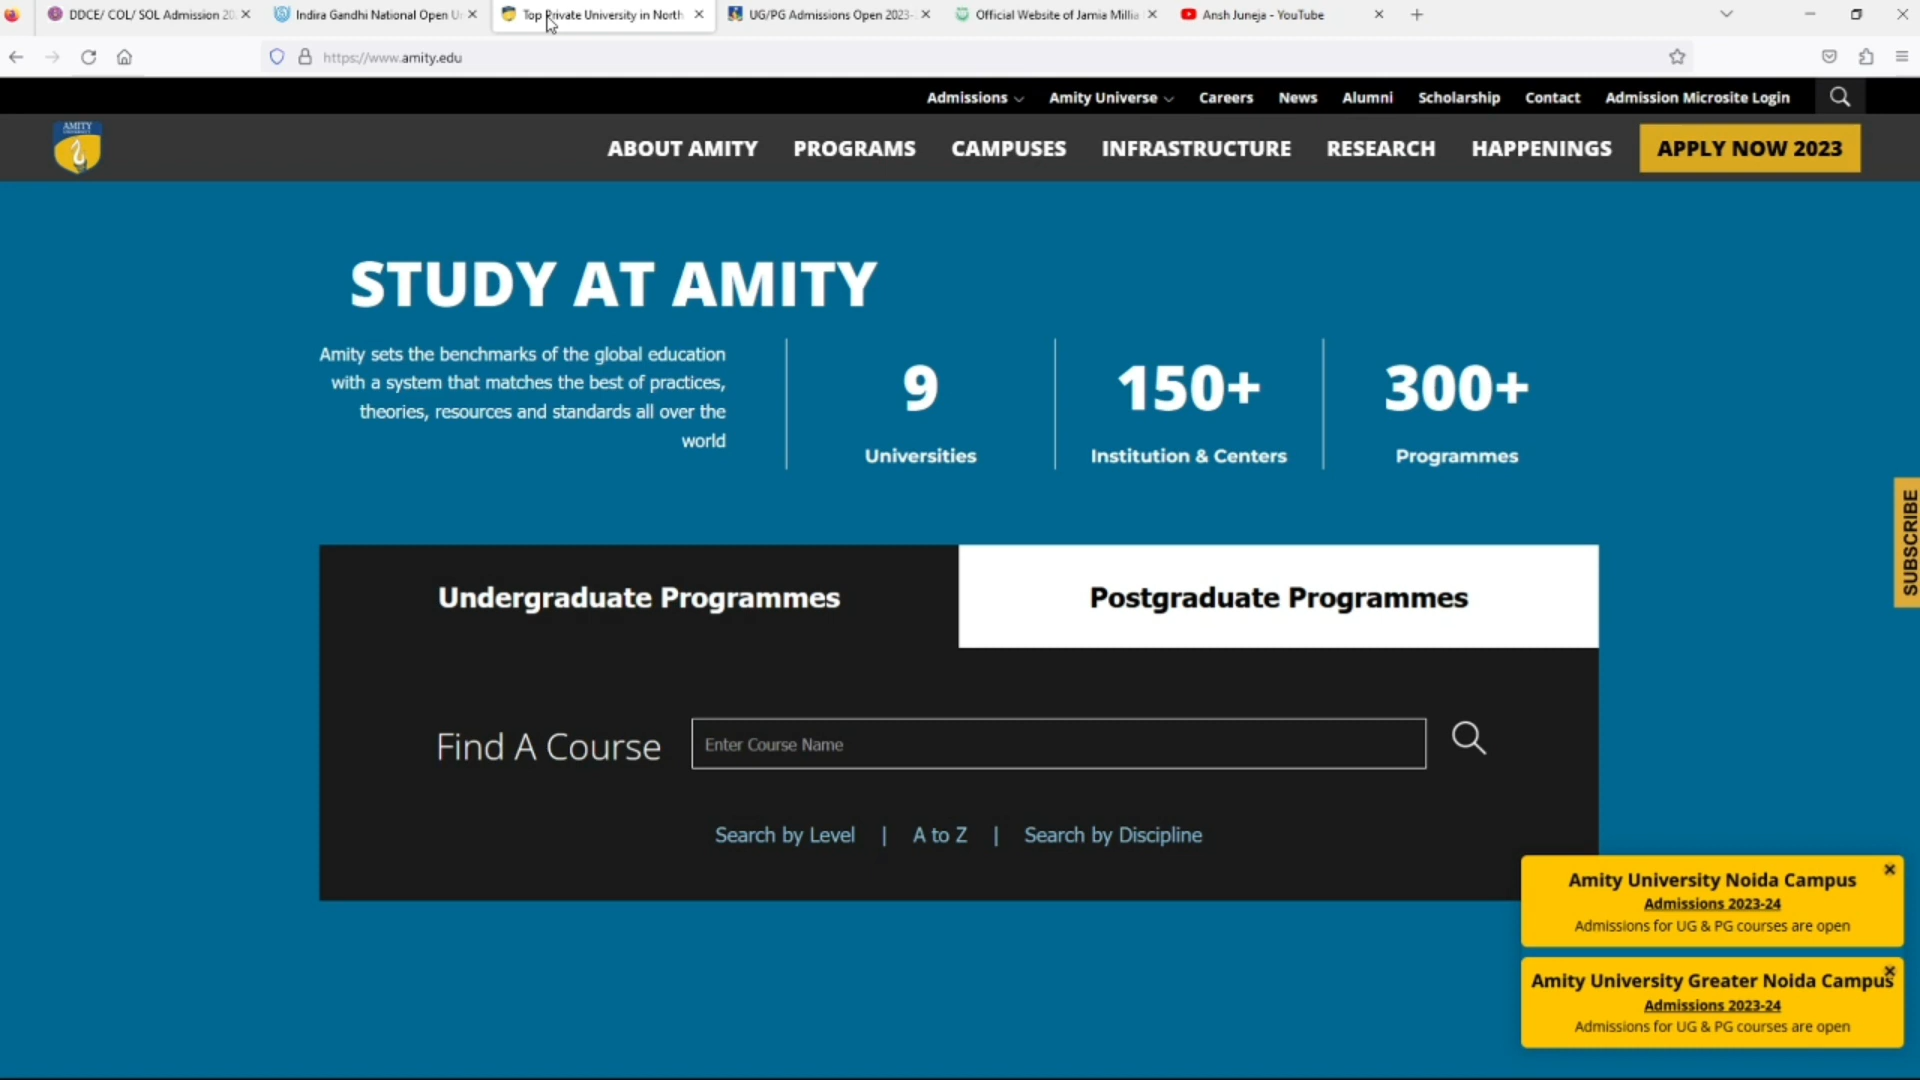 DDCE/ COL/ SOL Admission 20
Indira Gandhi National Open U
Top Private University in North
UG/PG Admissions Open 2023-
Official Website of Jamia Millia
Ansh Juneja - YouTube
https://www.amity.edu
Admissions
Amity Universe
Careers
News
Alumni
Scholarship
Contact
Admission Microsite Login
AMITY
UNIVERSITY
ABOUT AMITY
PROGRAMS
CAMPUSES
INFRASTRUCTURE
RESEARCH
HAPPENINGS
APPLY NOW 2023
STUDY AT AMITY
Amity sets the benchmarks of the global education
with a system that matches the best of practices,
theories, resources and standards all over the
world
9
Universities
150+
Institution & Centers
300+
Programmes
SUBSCRIBE
Undergraduate Programmes
Postgraduate Programmes
Find A Course
Enter Course Name
Search by Level | A to Z | Search by Discipline
Amity University Noida Campus
Admissions 2023-24
Admissions for UG & PG courses are open
Amity University Greater Noida Campus
Admissions 2023-24
Admissions for UG & PG courses are open